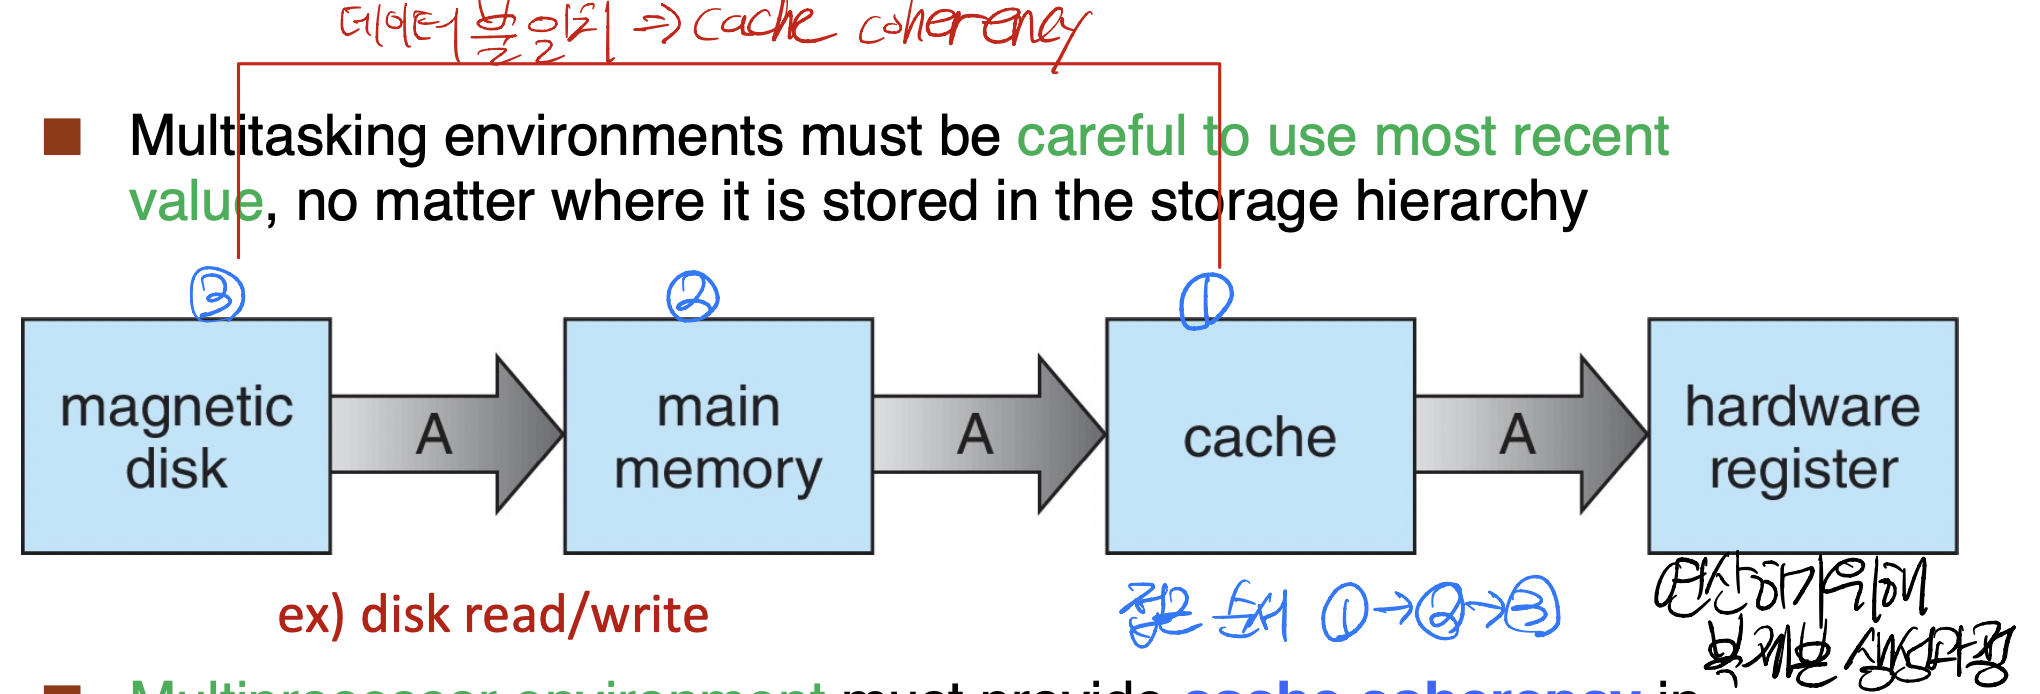 데이터 불일치 => cache coherency
■ Multitasking environments must be careful to use most recent
value, no matter where it is stored in the storage hierarchy
③ ② ①
magnetic disk A main memory A cache A hardware register
ex) disk read/write
접근 순서 ①→②→③
연산하기위해
복제본 생성과정
■ Multiprocessor environment must provide cache coherency in